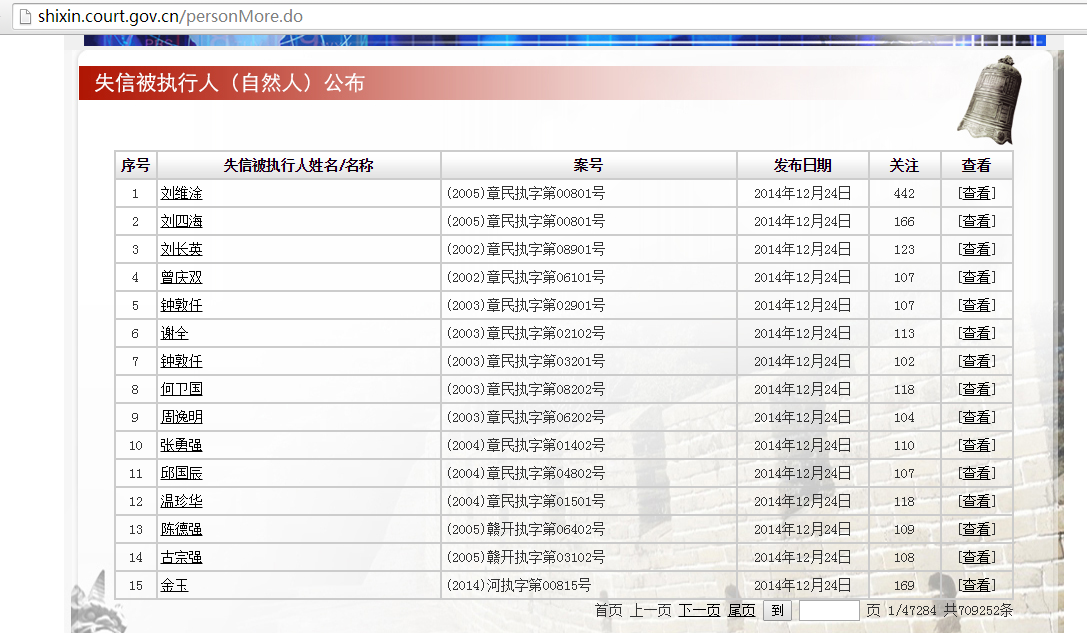 shixin.court.gov.cn/personMore.do
失信被执行人（自然人）公布
序号 失信被执行人姓名/名称 案号 发布日期 关注 查看
1 刘维淦 (2005)章民执字第00801号 2014年12月24日 442 [查看]
2 刘四海 (2005)章民执字第00801号 2014年12月24日 166 [查看]
3 刘长英 (2002)章民执字第08901号 2014年12月24日 123 [查看]
4 曾庆双 (2002)章民执字第06101号 2014年12月24日 107 [查看]
5 钟敦仟 (2003)章民执字第02901号 2014年12月24日 107 [查看]
6 谢全 (2003)章民执字第02102号 2014年12月24日 113 [查看]
7 钟敦仟 (2003)章民执字第03201号 2014年12月24日 102 [查看]
8 何卫国 (2003)章民执字第08202号 2014年12月24日 118 [查看]
9 周逸明 (2003)章民执字第06202号 2014年12月24日 104 [查看]
10 张勇强 (2004)章民执字第01402号 2014年12月24日 110 [查看]
11 邱国辰 (2004)章民执字第04802号 2014年12月24日 107 [查看]
12 温珍华 (2004)章民执字第01501号 2014年12月24日 118 [查看]
13 陈德强 (2005)赣开执字第06402号 2014年12月24日 109 [查看]
14 古宗强 (2005)赣开执字第03102号 2014年12月24日 108 [查看]
15 金玉 (2014)河执字第00815号 2014年12月24日 169 [查看]
首页 上一页 下一页 尾页 到 页 1/47284 共709252条